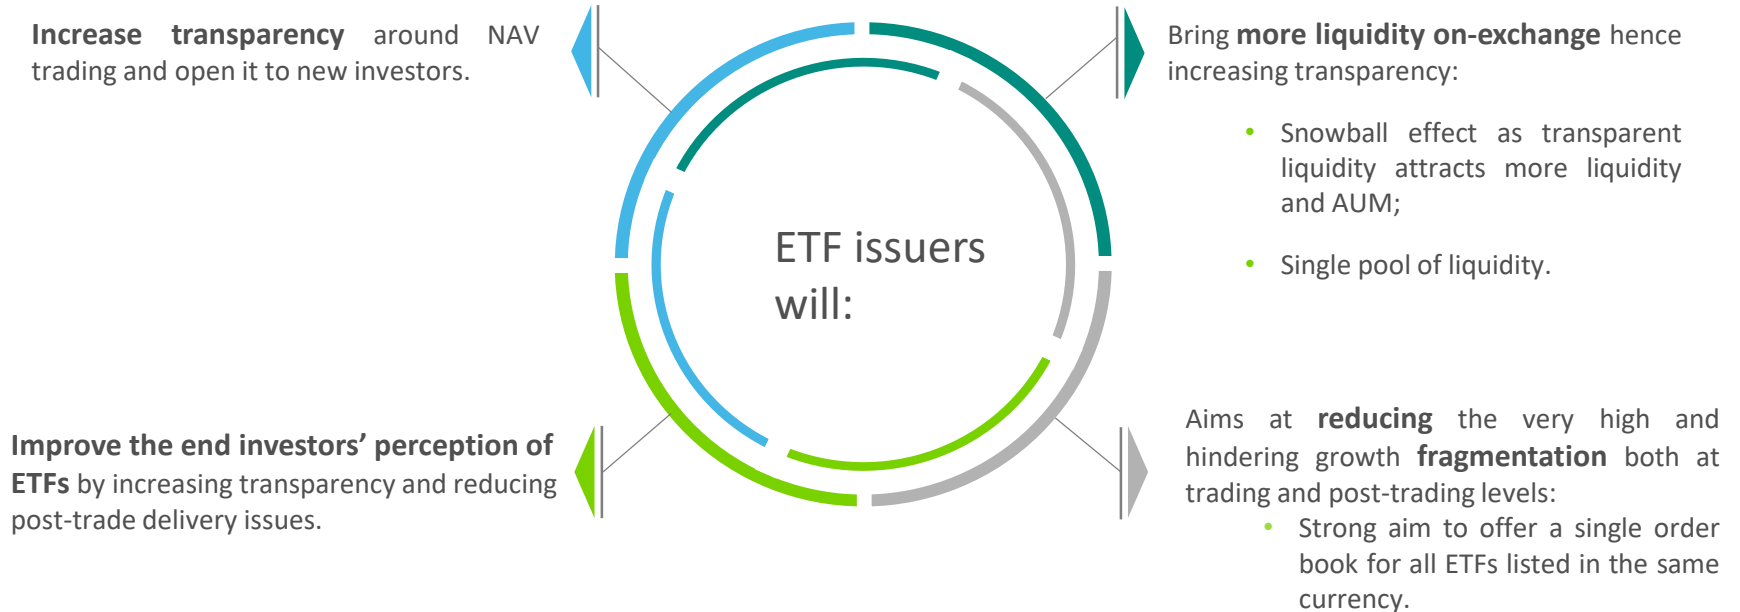 Increase transparency around NAV
trading and open it to new investors.
Bring more liquidity on-exchange hence
increasing transparency:
• Snowball effect as transparent
liquidity attracts more liquidity
and AUM;
• Single pool of liquidity.
ETF issuers
will:
Improve the end investors’ perception of
ETFs by increasing transparency and reducing
post-trade delivery issues.
Aims at reducing the very high and
hindering growth fragmentation both at
trading and post-trading levels:
• Strong aim to offer a single order
book for all ETFs listed in the same
currency.